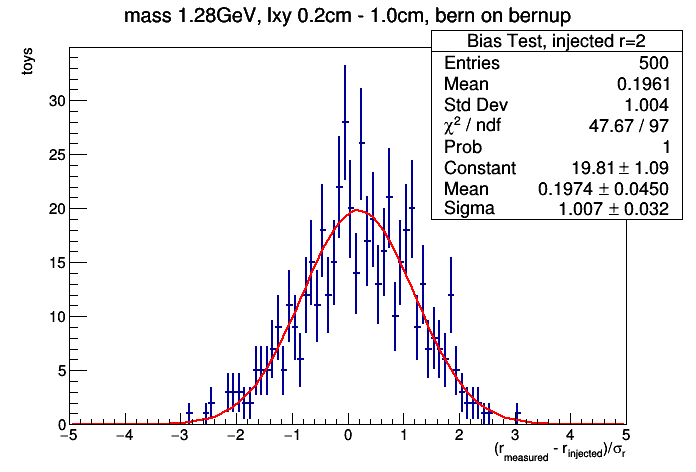 mass 1.28GeV, lxy 0.2cm - 1.0cm, bern on bernup
toys
Bias Test, injected r=2
Entries 500
Mean 0.1961
Std Dev 1.004
χ² / ndf 47.67 / 97
Prob 1
Constant 19.81 ± 1.09
Mean 0.1974 ± 0.0450
Sigma 1.007 ± 0.032
30
25
20
15
10
5
0
−5 −4 −3 −2 −1 0 1 2 3 4 5
(r_measured - r_injected)/σ_r